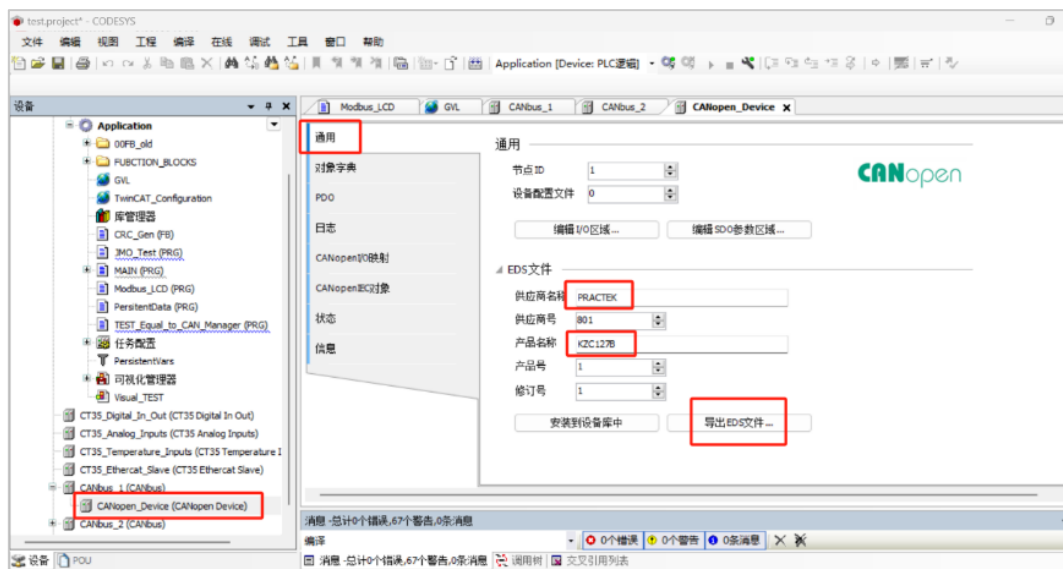 test.project* - CODESYS
文件 编辑 视图 工程 编译 在线 调试 工具 窗口 帮助
Application [Device: PLC逻辑]
设备
Application
00FB_old
FUBCTION_BLOCKS
GVL
TwinCAT_Configuration
库管理器
CRC_Gen (FB)
JMO_Test (PRG)
MAIN (PRG)
Modbus_LCD (PRG)
PersitentData (PRG)
TEST_Equal_to_CAN_Manager (PRG)
任务配置
PersistentVars
可视化管理器
Visual_TEST
CT35_Digital_In_Out (CT35 Digital In Out)
CT35_Analog_Inputs (CT35 Analog Inputs)
CT35_Temperature_Inputs (CT35 Temperature I
CT35_Ethercat_Slave (CT35 Ethercat Slave)
CANbus_1 (CANbus)
CANopen_Device (CANopen Device)
CANbus_2 (CANbus)
设备 POU
Modbus_LCD GVL CANbus_1 CANbus_2 CANopen_Device
通用
对象字典
PDO
日志
CANopenI/O映射
CANopenIEC对象
状态
信息
通用
节点ID 1
设备配置文件 0
CANopen
编辑I/O区域... 编辑SDO参数区域...
EDS文件
供应商名称 PRACTEK
供应商号 801
产品名称 KZC127B
产品号 1
修订号 1
安装到设备库中 导出EDS文件...
消息 -总计0个错误,67个警告,0条消息
编译 0个错误 0个警告 0条消息
消息 -总计0个错误,67个警告,0条消息 调用树 交叉引用列表